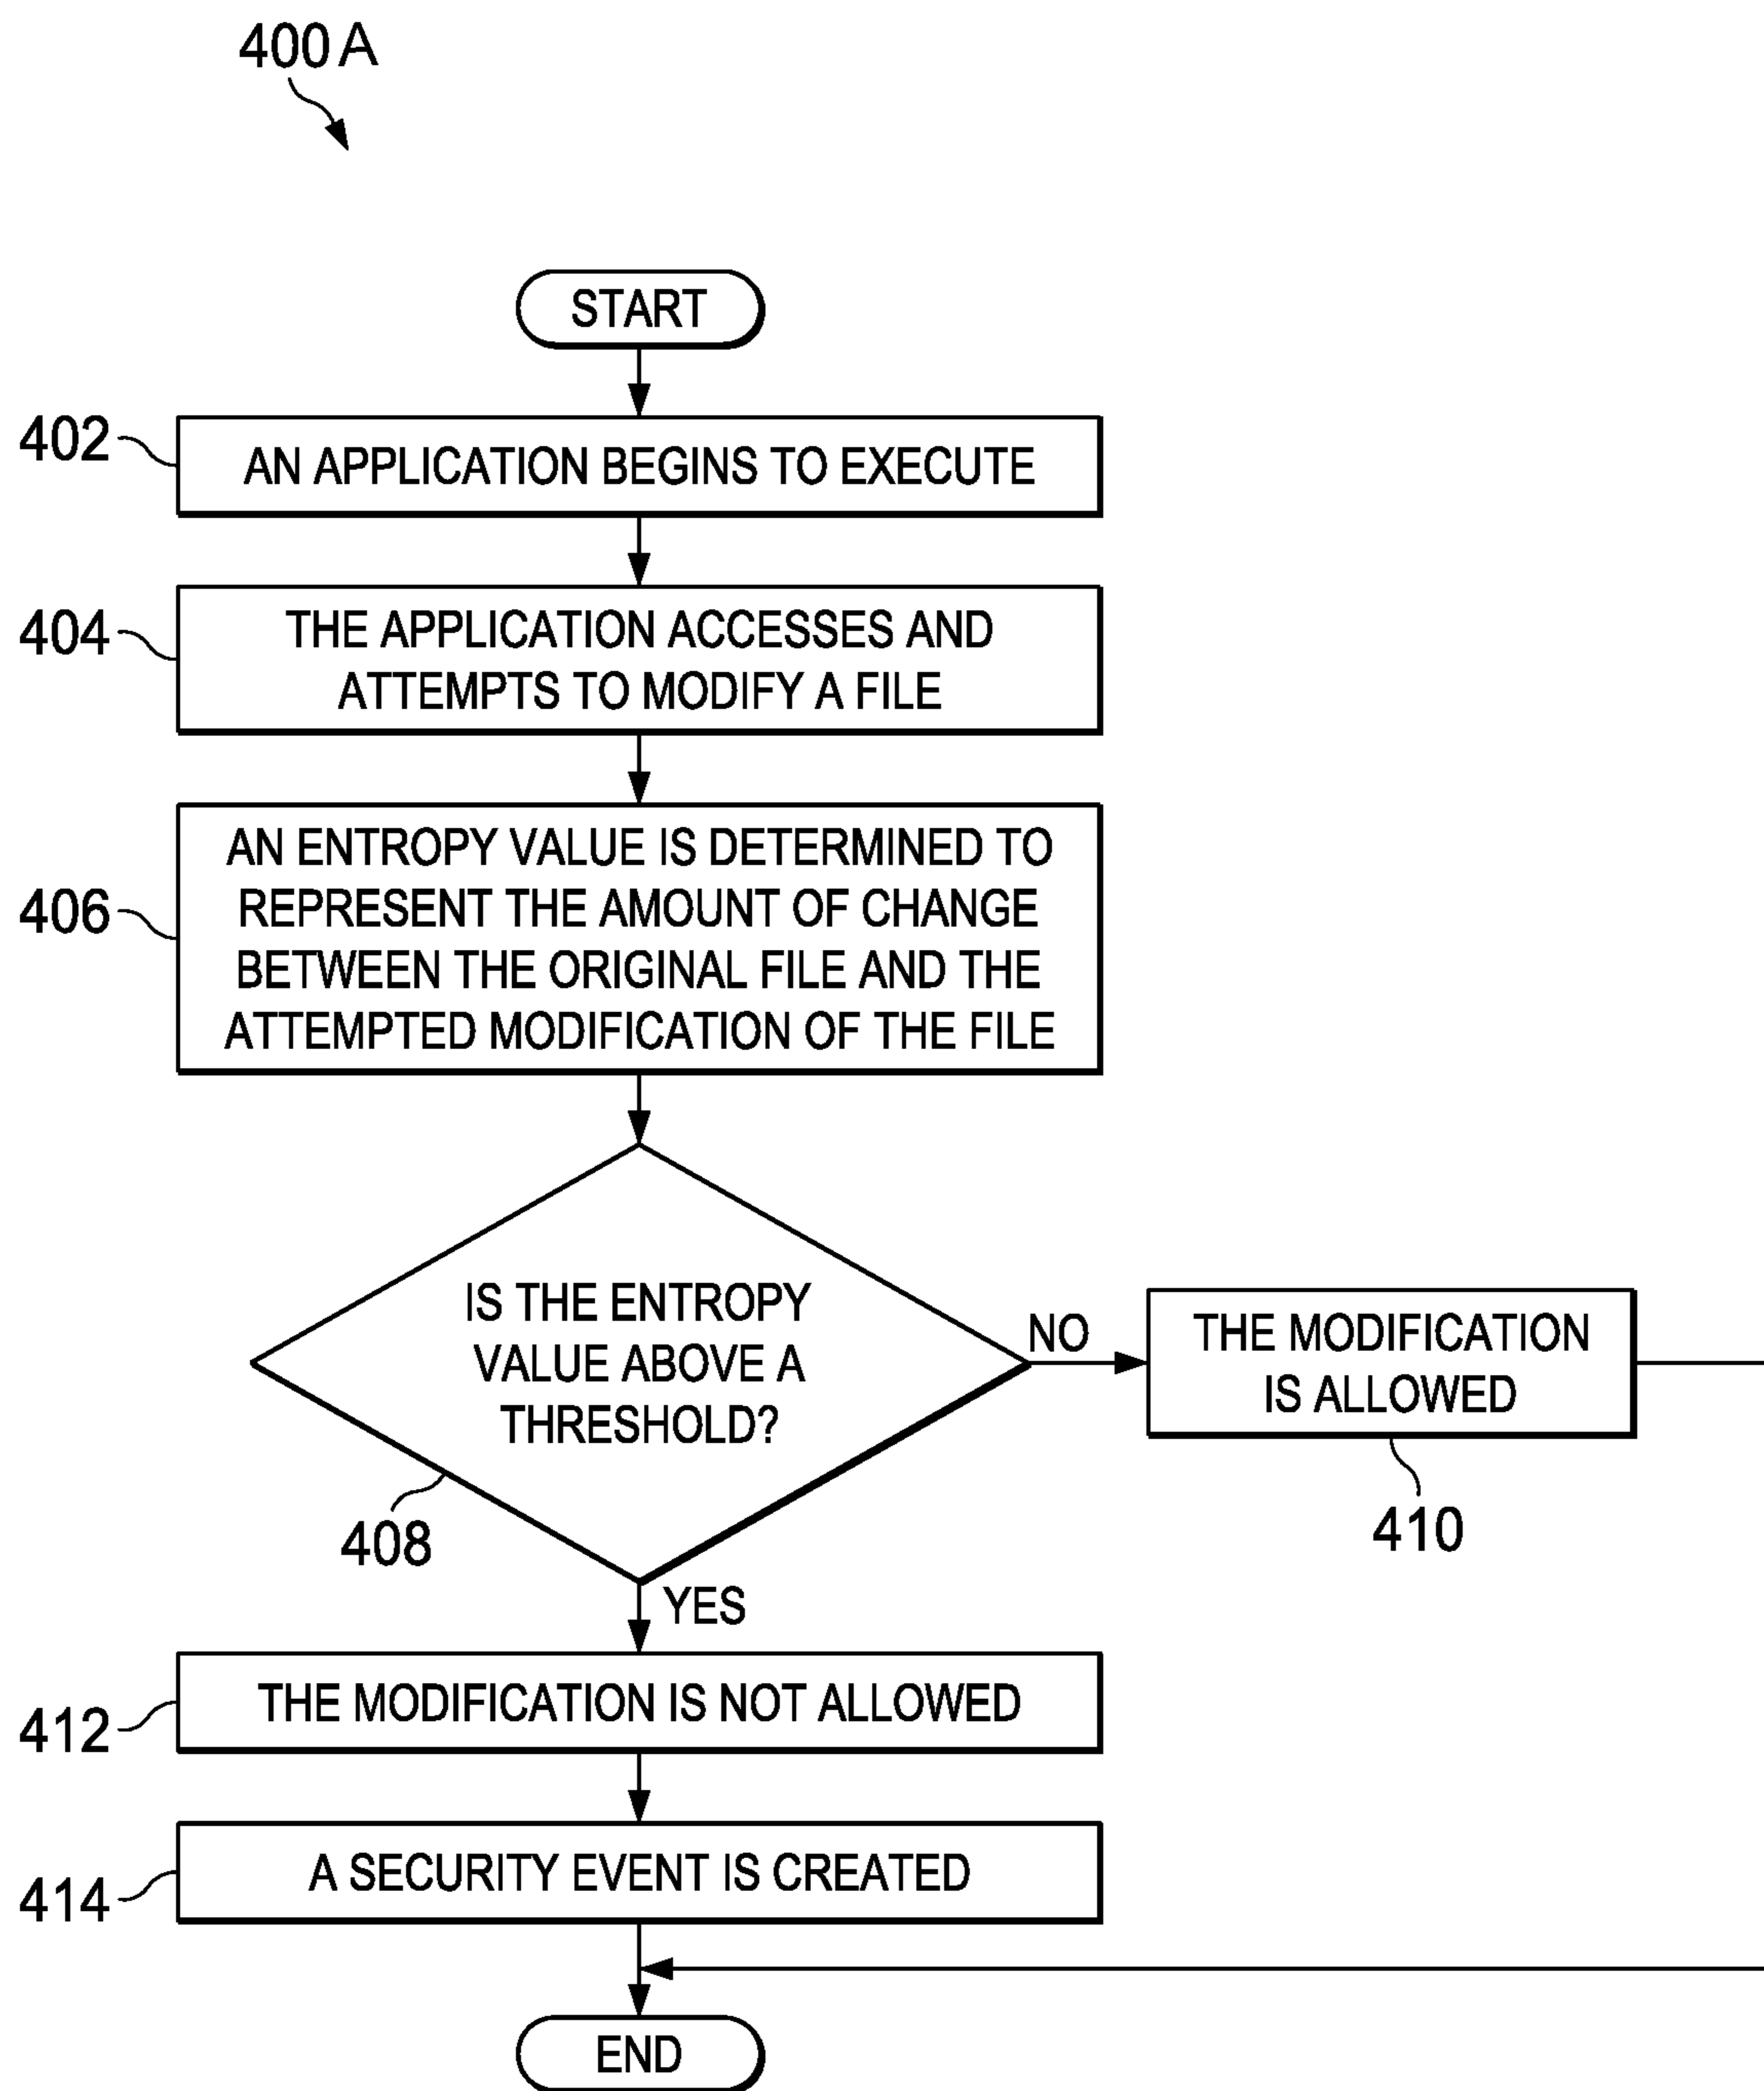 400 A
START
402
AN APPLICATION BEGINS TO EXECUTE
404
THE APPLICATION ACCESSES AND
ATTEMPTS TO MODIFY A FILE
406
AN ENTROPY VALUE IS DETERMINED TO
REPRESENT THE AMOUNT OF CHANGE
BETWEEN THE ORIGINAL FILE AND THE
ATTEMPTED MODIFICATION OF THE FILE
IS THE ENTROPY
VALUE ABOVE A
THRESHOLD?
408
NO
THE MODIFICATION
IS ALLOWED
410
YES
412
THE MODIFICATION IS NOT ALLOWED
414
A SECURITY EVENT IS CREATED
END